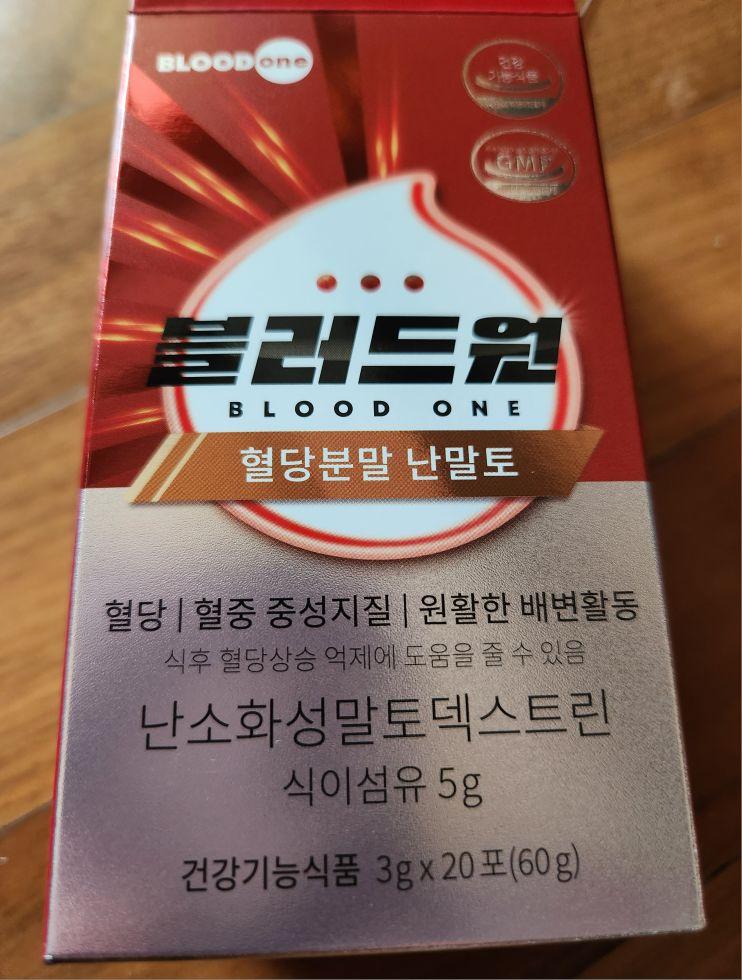 BLOODone
건강
기능식품
GMP
블러드원
BLOOD ONE
혈당분말 난말토
혈당 | 혈중 중성지질 | 원활한 배변활동
식후 혈당상승 억제에 도움을 줄 수 있음
난소화성말토덱스트린
식이섬유 5g
건강기능식품 3g x 20포(60g)